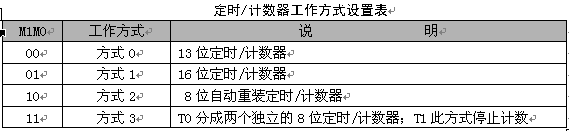 定时/计数器工作方式设置表
M1M0 工作方式 说 明
00 方式 0 13 位定时/计数器
01 方式 1 16 位定时/计数器
10 方式 2 8 位自动重装定时/计数器
11 方式 3 T0 分成两个独立的 8 位定时/计数器；T1 此方式停止计数